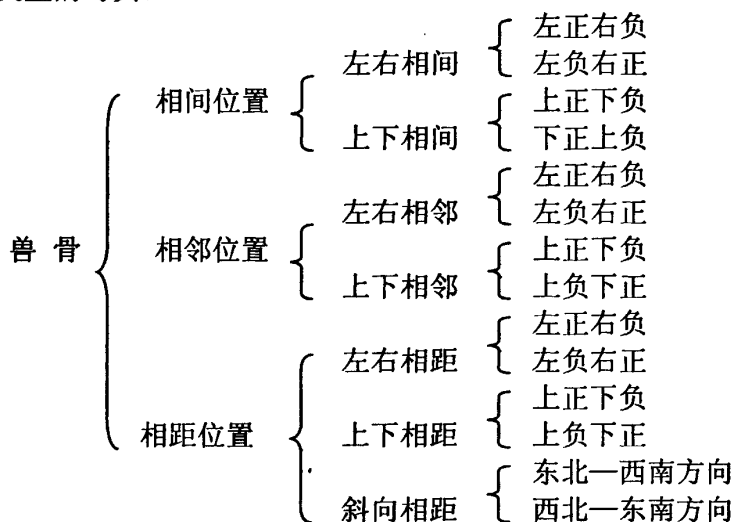 左正右负
左右相间
左负右正
相间位置
上正下负
上下相间
下正上负
左正右负
左右相邻
左负右正
兽骨
相邻位置
上正下负
上下相邻
上负下正
左正右负
左右相距
左负右正
相距位置
上正下负
上下相距
上负下正
东北—西南方向
斜向相距
西北—东南方向